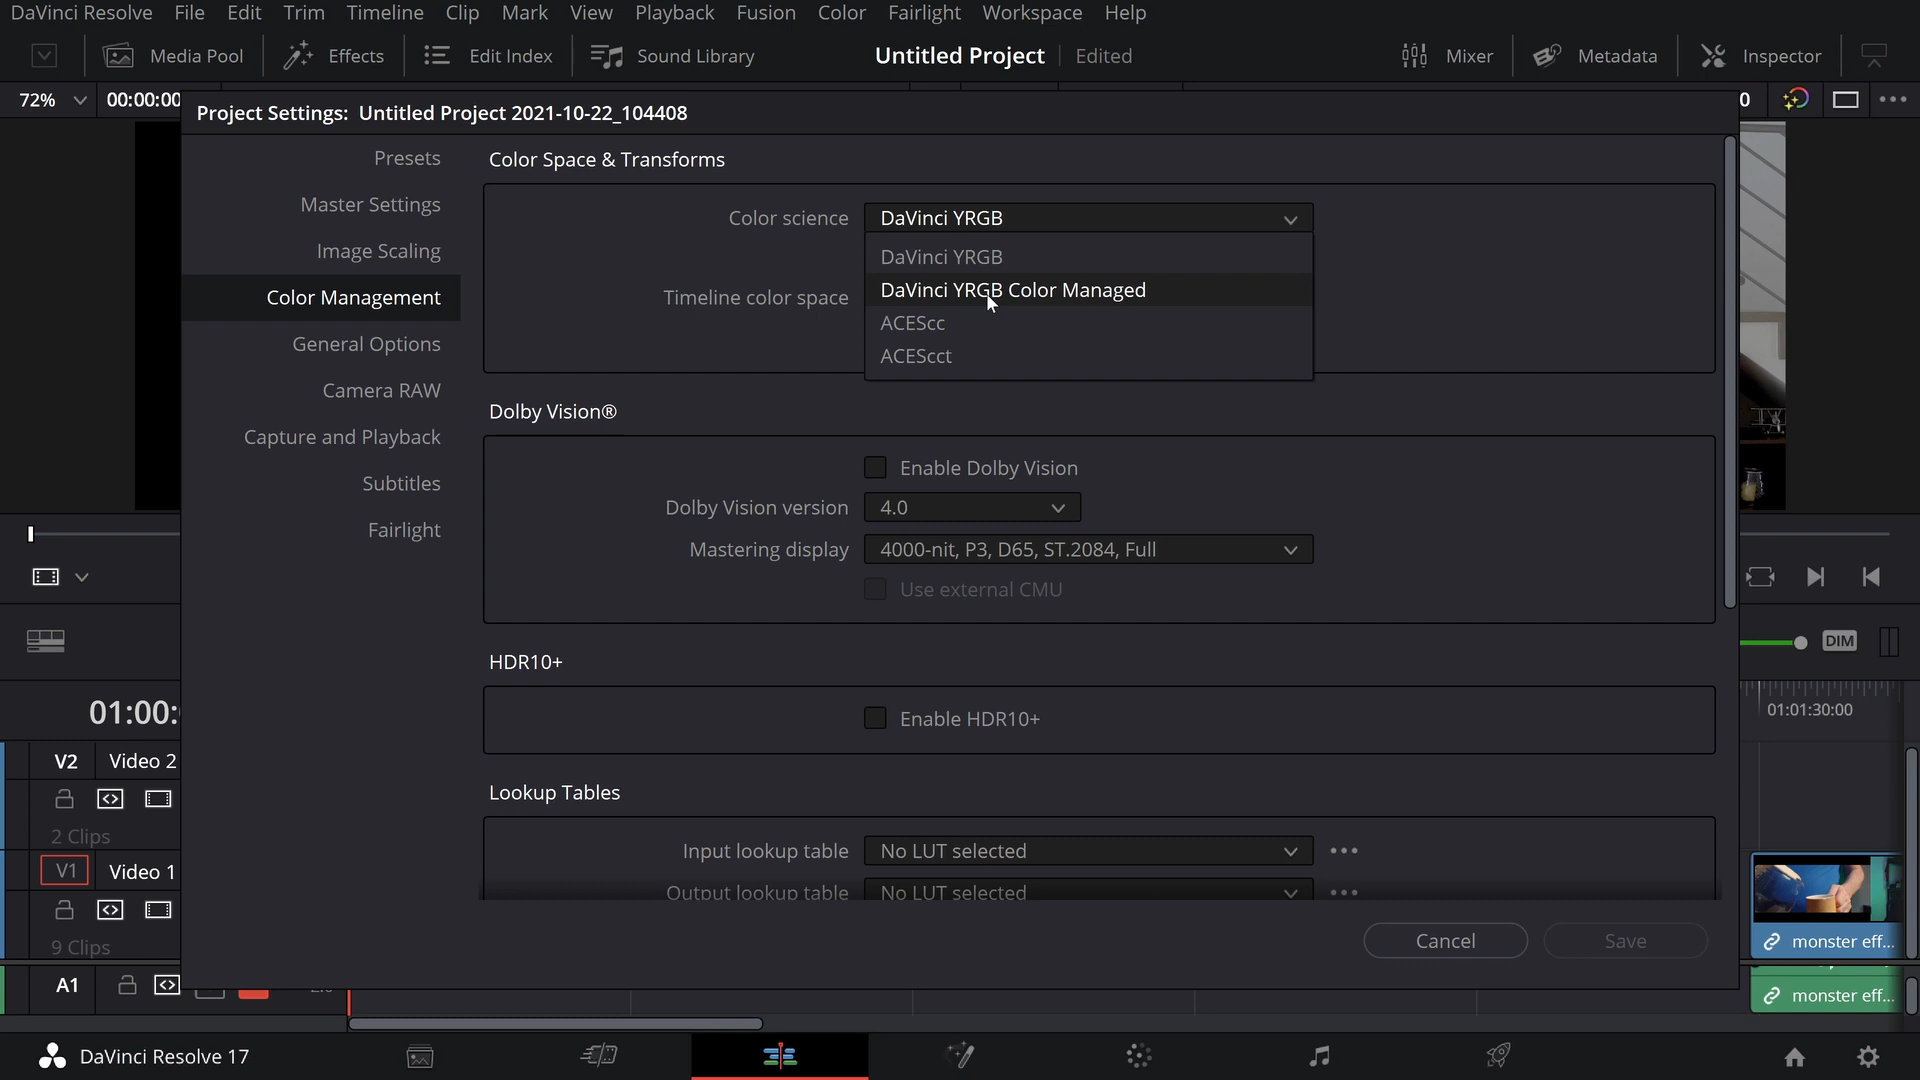 DaVinci Resolve File Edit Trim Timeline Clip Mark View Playback Fusion Color Fairlight Workspace Help
Media Pool Effects Edit Index Sound Library Untitled Project Edited Mixer Metadata Inspector
72% 00:00:00 0
Project Settings: Untitled Project 2021-10-22_104408
Presets
Master Settings
Image Scaling
Color Management
General Options
Camera RAW
Capture and Playback
Subtitles
Fairlight
Color Space & Transforms
Color science DaVinci YRGB
DaVinci YRGB
DaVinci YRGB Color Managed
Timeline color space
ACEScc
ACEScct
Dolby Vision®
Enable Dolby Vision
Dolby Vision version 4.0
Mastering display 4000-nit, P3, D65, ST.2084, Full
Use external CMU
HDR10+
Enable HDR10+
Lookup Tables
Input lookup table No LUT selected
Output lookup table No LUT selected
Cancel Save
DIM
01:00:
01:01:30:00
V2 Video 2
2 Clips
V1 Video 1
9 Clips
monster eff...
A1
monster eff...
DaVinci Resolve 17